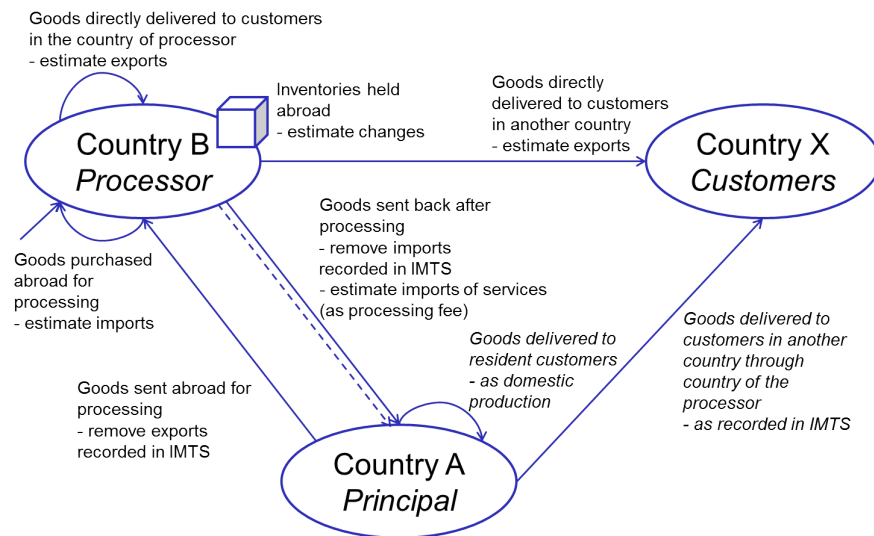 Goods directly delivered to customers
in the country of processor
- estimate exports
Inventories held
abroad
- estimate changes
Goods directly
delivered to customers
in another country
- estimate exports
Country B
Processor
Country X
Customers
Goods purchased
abroad for
processing
- estimate imports
Goods sent back after
processing
- remove imports
recorded in IMTS
- estimate imports of services
(as processing fee)
Goods delivered to
resident customers
- as domestic
production
Goods delivered to
customers in another
country through
country of the
processor
- as recorded in IMTS
Goods sent abroad for
processing
- remove exports
recorded in IMTS
Country A
Principal